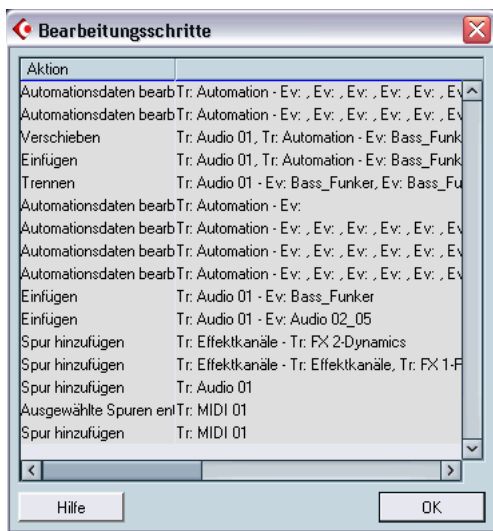 Bearbeitungsschritte
Aktion
Automationsdaten bearb Tr: Automation - Ev: , Ev: , Ev: , Ev: , Ev: , Ev
Automationsdaten bearb Tr: Automation - Ev: , Ev: , Ev: , Ev: , Ev: , Ev
Verschieben Tr: Audio 01, Tr: Automation - Ev: Bass_Funk
Einfügen Tr: Audio 01, Tr: Automation - Ev: Bass_Funk
Trennen Tr: Audio 01 - Ev: Bass_Funker, Ev: Bass_Fu
Automationsdaten bearb Tr: Automation - Ev:
Automationsdaten bearb Tr: Automation - Ev: , Ev: , Ev: , Ev: , Ev: , Ev
Automationsdaten bearb Tr: Automation - Ev: , Ev: , Ev: , Ev: , Ev: , Ev
Automationsdaten bearb Tr: Automation - Ev: , Ev: , Ev: , Ev: , Ev: , Ev
Einfügen Tr: Audio 01 - Ev: Bass_Funker
Einfügen Tr: Audio 01 - Ev: Audio 02_05
Spur hinzufügen Tr: Effektkanäle - Tr: FX 2-Dynamics
Spur hinzufügen Tr: Effektkanäle - Tr: Effektkanäle, Tr: FX 1-F
Spur hinzufügen Tr: Audio 01
Ausgewählte Spuren ent Tr: MIDI 01
Spur hinzufügen Tr: MIDI 01
Hilfe OK